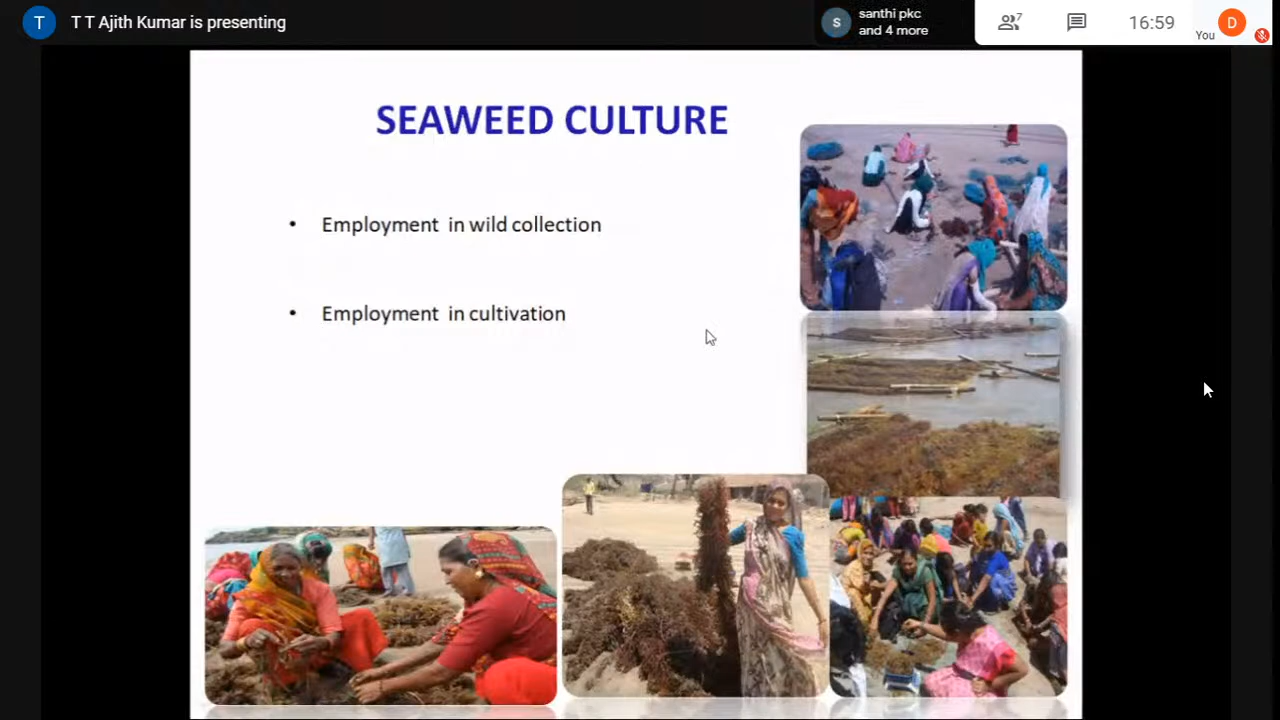 T T T Ajith Kumar is presenting
S santhi pkc
and 4 more
7
16:59
You D
SEAWEED CULTURE
• Employment in wild collection
• Employment in cultivation